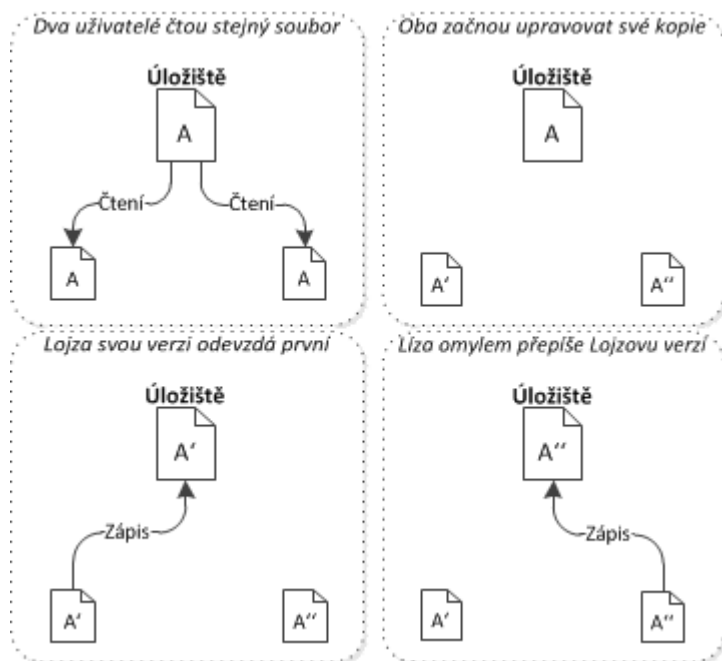 Dva uživatelé čtou stejný soubor
Úložiště
A
Čtení
Čtení
A
A
Oba začnou upravovat své kopie
Úložiště
A
A‘
A‘‘
Lojza svou verzi odevzdá první
Úložiště
A‘
Zápis
A‘
A‘‘
Líza omylem přepíše Lojzovu verzí
Úložiště
A‘‘
Zápis
A‘
A‘‘